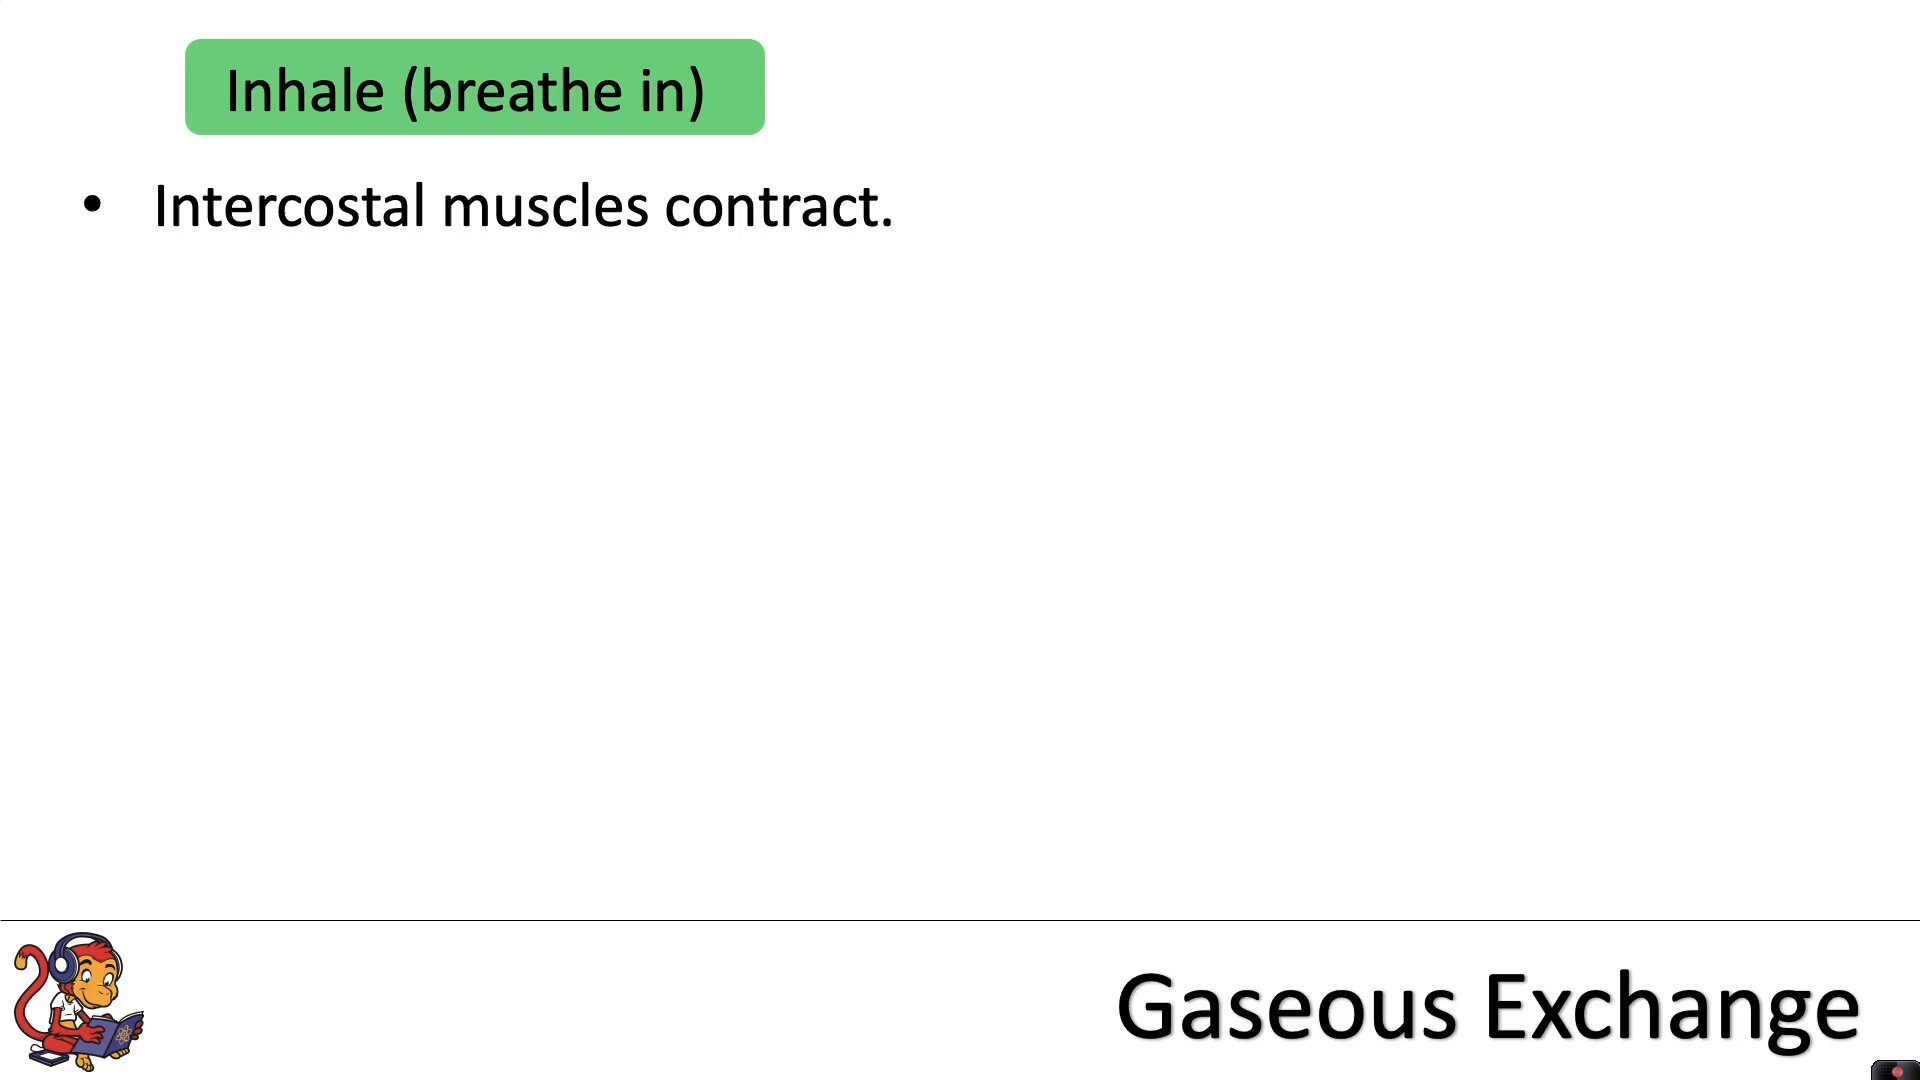 Inhale (breathe in)
• Intercostal muscles contract.
Gaseous Exchange